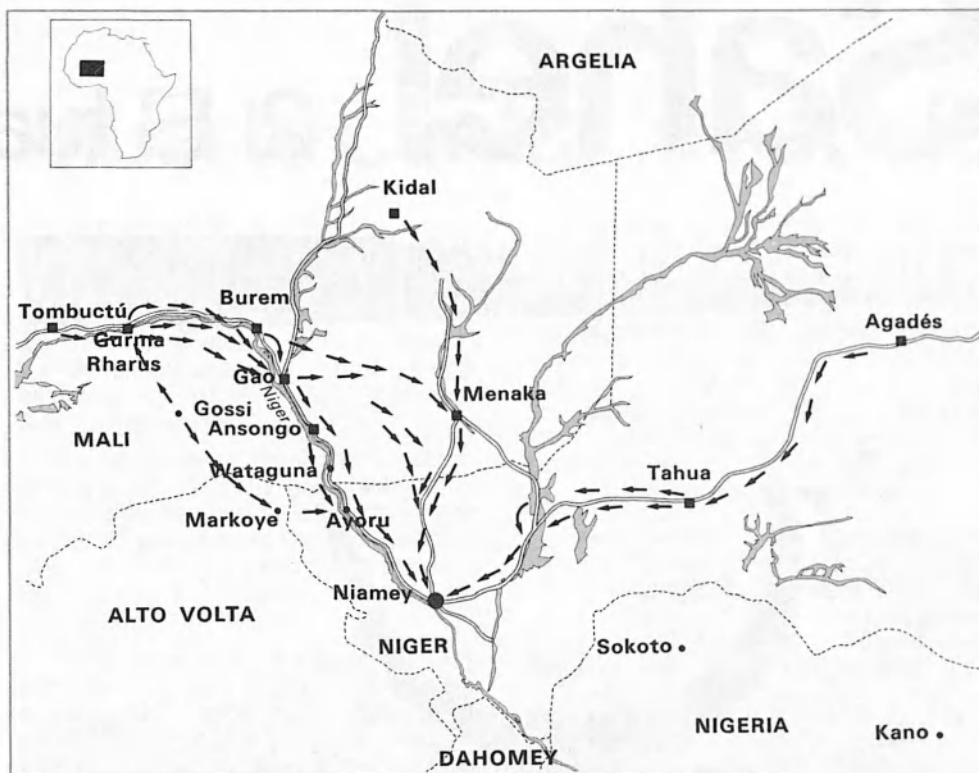 ARGELIA
Kidal
Tombuctú
Burem
Gurma
Rharus
Agadés
Gao
Niger
Menaka
Gossi
Ansongo
MALI
Wataguna
Tahua
Markoye
Ayoru
Niamey
ALTO VOLTA
NIGER
Sokoto
NIGERIA
Kano
DAHOMEY